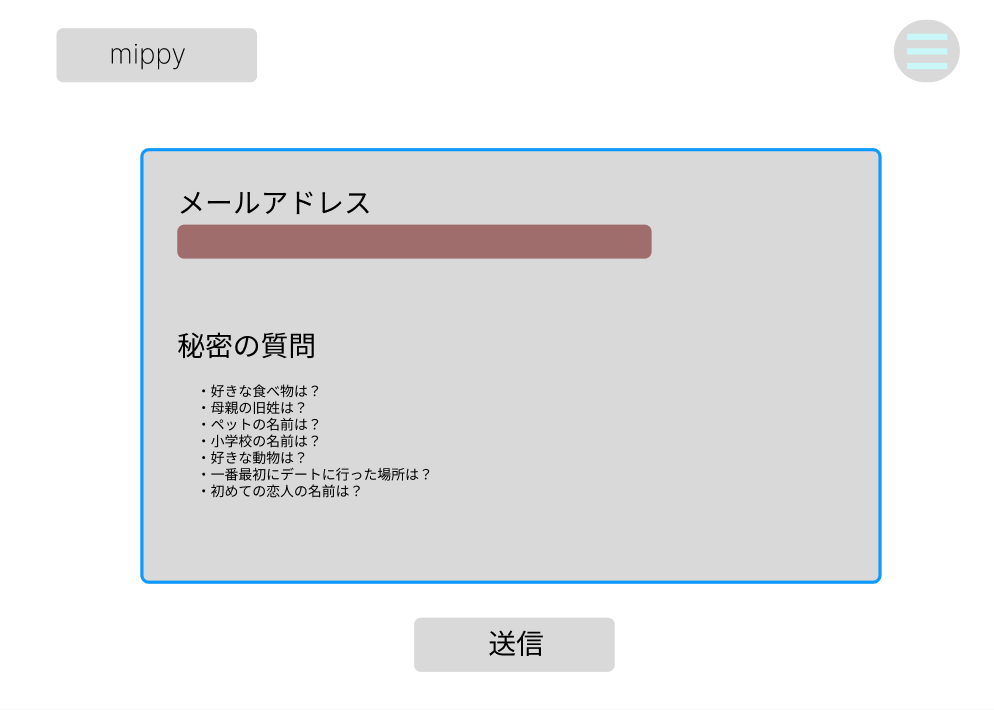 mippy
メールアドレス
秘密の質問
・好きな食べ物は？
・母親の旧姓は？
・ペットの名前は？
・小学校の名前は？
・好きな動物は？
・一番最初にデートに行った場所は？
・初めての恋人の名前は？
送信